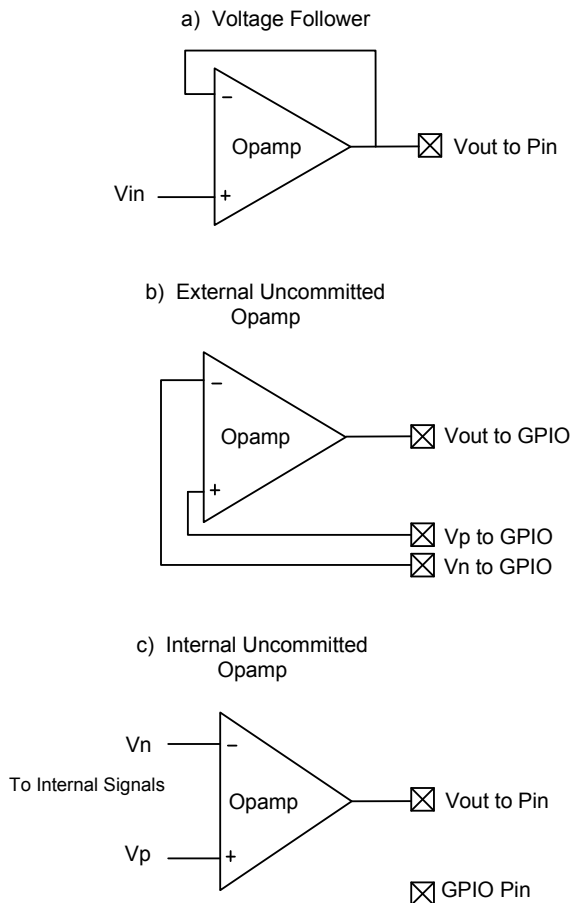 a) Voltage Follower
−
Opamp
Vout to Pin
Vin
+
b) External Uncommitted
Opamp
−
Opamp
Vout to GPIO
+
Vp to GPIO
Vn to GPIO
c) Internal Uncommitted
Opamp
Vn
−
To Internal Signals
Opamp
Vout to Pin
Vp
+
GPIO Pin